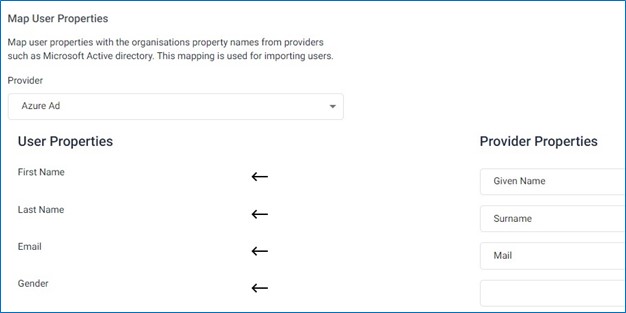 Map User Properties
Map user properties with the organisations property names from providers
such as Microsoft Active directory. This mapping is used for importing users.
Provider
Azure Ad
User Properties Provider Properties
First Name Given Name
Last Name Surname
Email Mail
Gender